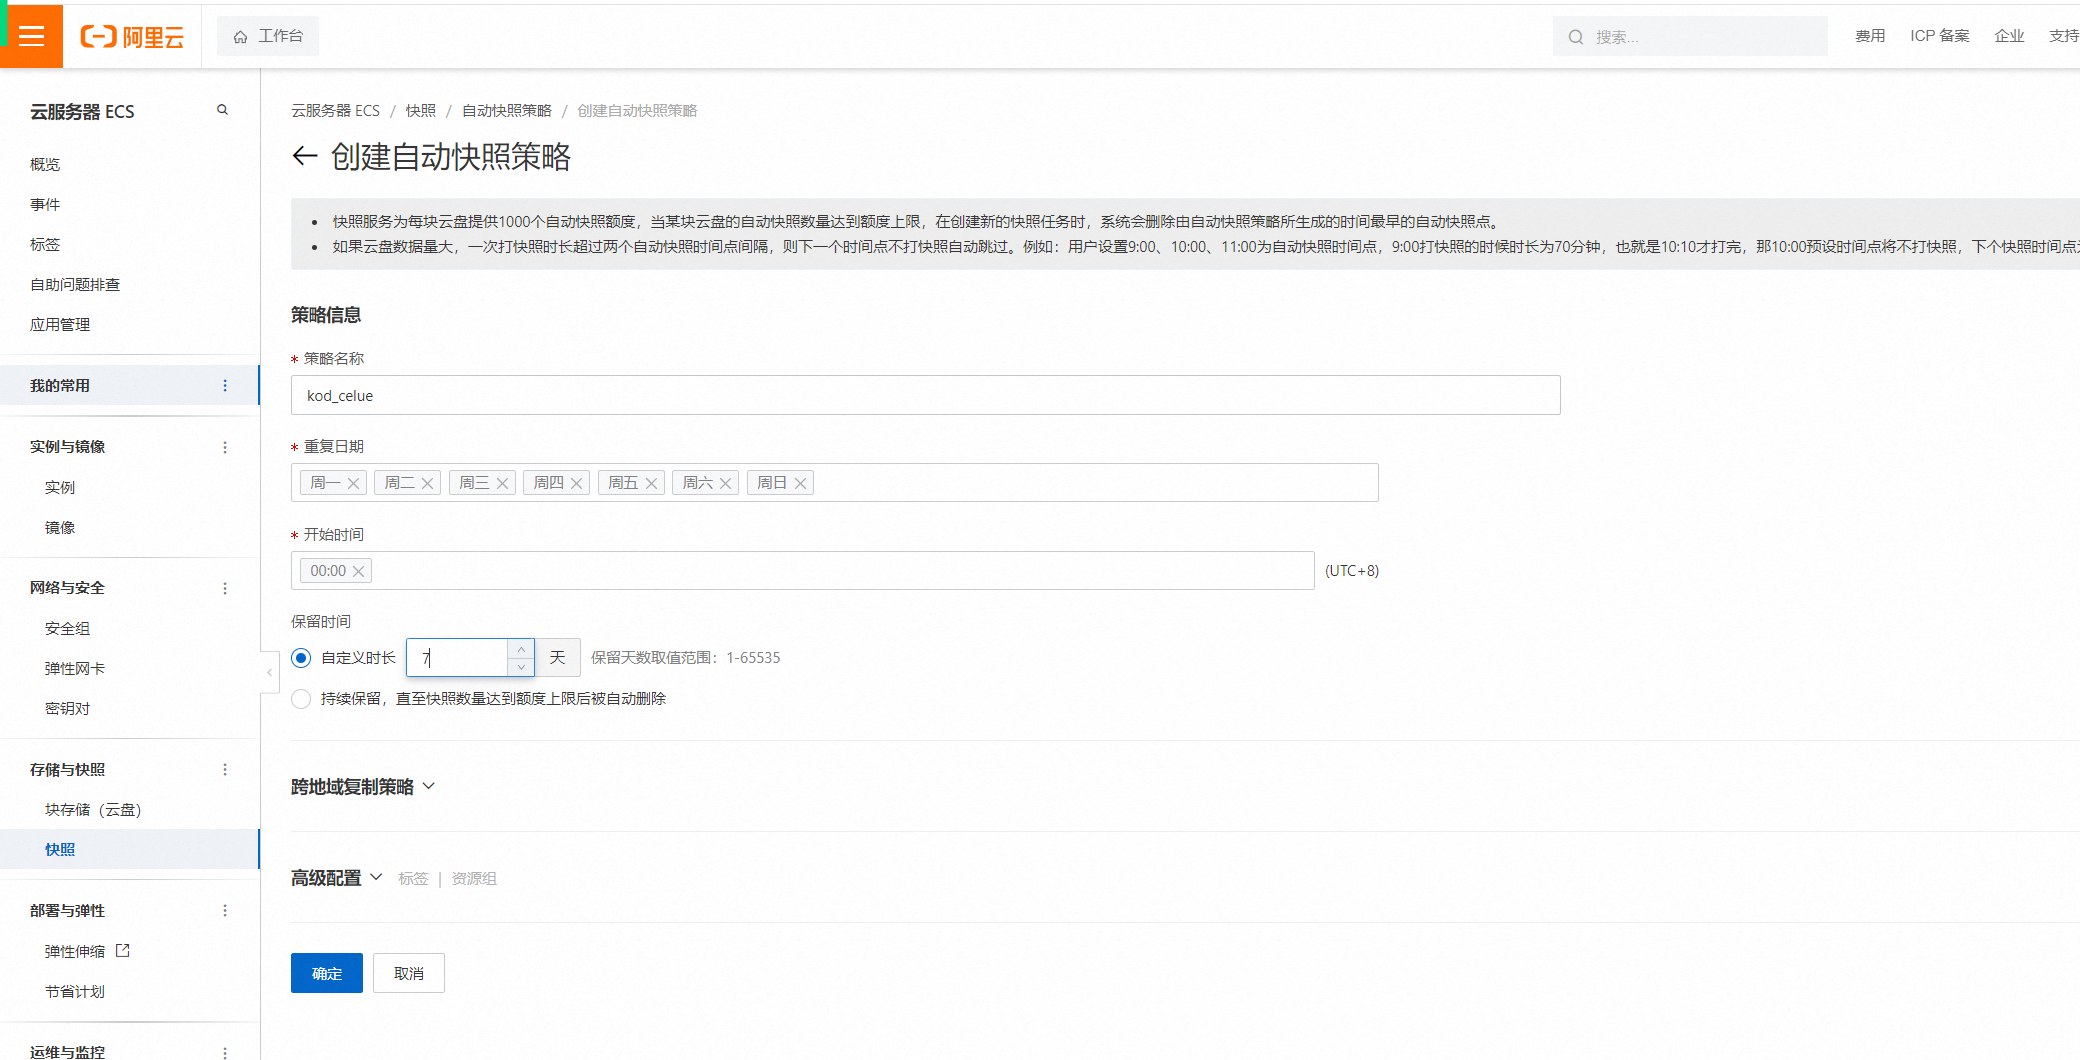 阿里云
工作台
搜索...
费用
ICP 备案
企业
支持
云服务器 ECS
概览
事件
标签
自助问题排查
应用管理
我的常用
实例与镜像
实例
镜像
网络与安全
安全组
弹性网卡
密钥对
存储与快照
块存储（云盘）
快照
部署与弹性
弹性伸缩
节省计划
运维与监控
云服务器 ECS / 快照 / 自动快照策略 / 创建自动快照策略
创建自动快照策略
• 快照服务为每块云盘提供1000个自动快照额度，当某块云盘的自动快照数量达到额度上限，在创建新的快照任务时，系统会删除由自动快照策略所生成的时间最早的自动快照点。
• 如果云盘数据量大，一次打快照时长超过两个自动快照时间点间隔，则下一个时间点不打快照自动跳过。例如：用户设置9:00、10:00、11:00为自动快照时间点，9:00打快照的时候时长为70分钟，也就是10:10才打完，那10:00预设时间点将不打快照，下个快照时间点
策略信息
* 策略名称
kod_celue
* 重复日期
周一 周二 周三 周四 周五 周六 周日
* 开始时间
00:00
(UTC+8)
保留时间
自定义时长 7 天 保留天数取值范围：1-65535
持续保留，直至快照数量达到额度上限后被自动删除
跨地域复制策略
高级配置 标签 | 资源组
确定 取消